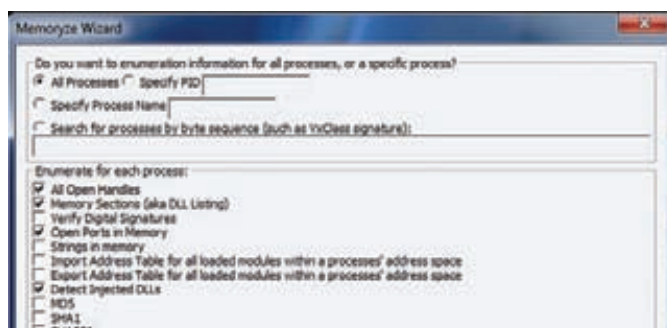 Memoryze Wizard
Do you want to enumeration information for all processes, or a specific process?
All Processes Specify PID
Specify Process Name
Search for processes by byte sequence (such as VxClass signature):
Enumerate for each process:
All Open Handles
Memory Sections (aka DLL Listing)
Verify Digital Signatures
Open Ports in Memory
Strings in memory
Import Address Table for all loaded modules within a processes' address space
Export Address Table for all loaded modules within a processes' address space
Detect Injected DLLs
MD5
SHA1